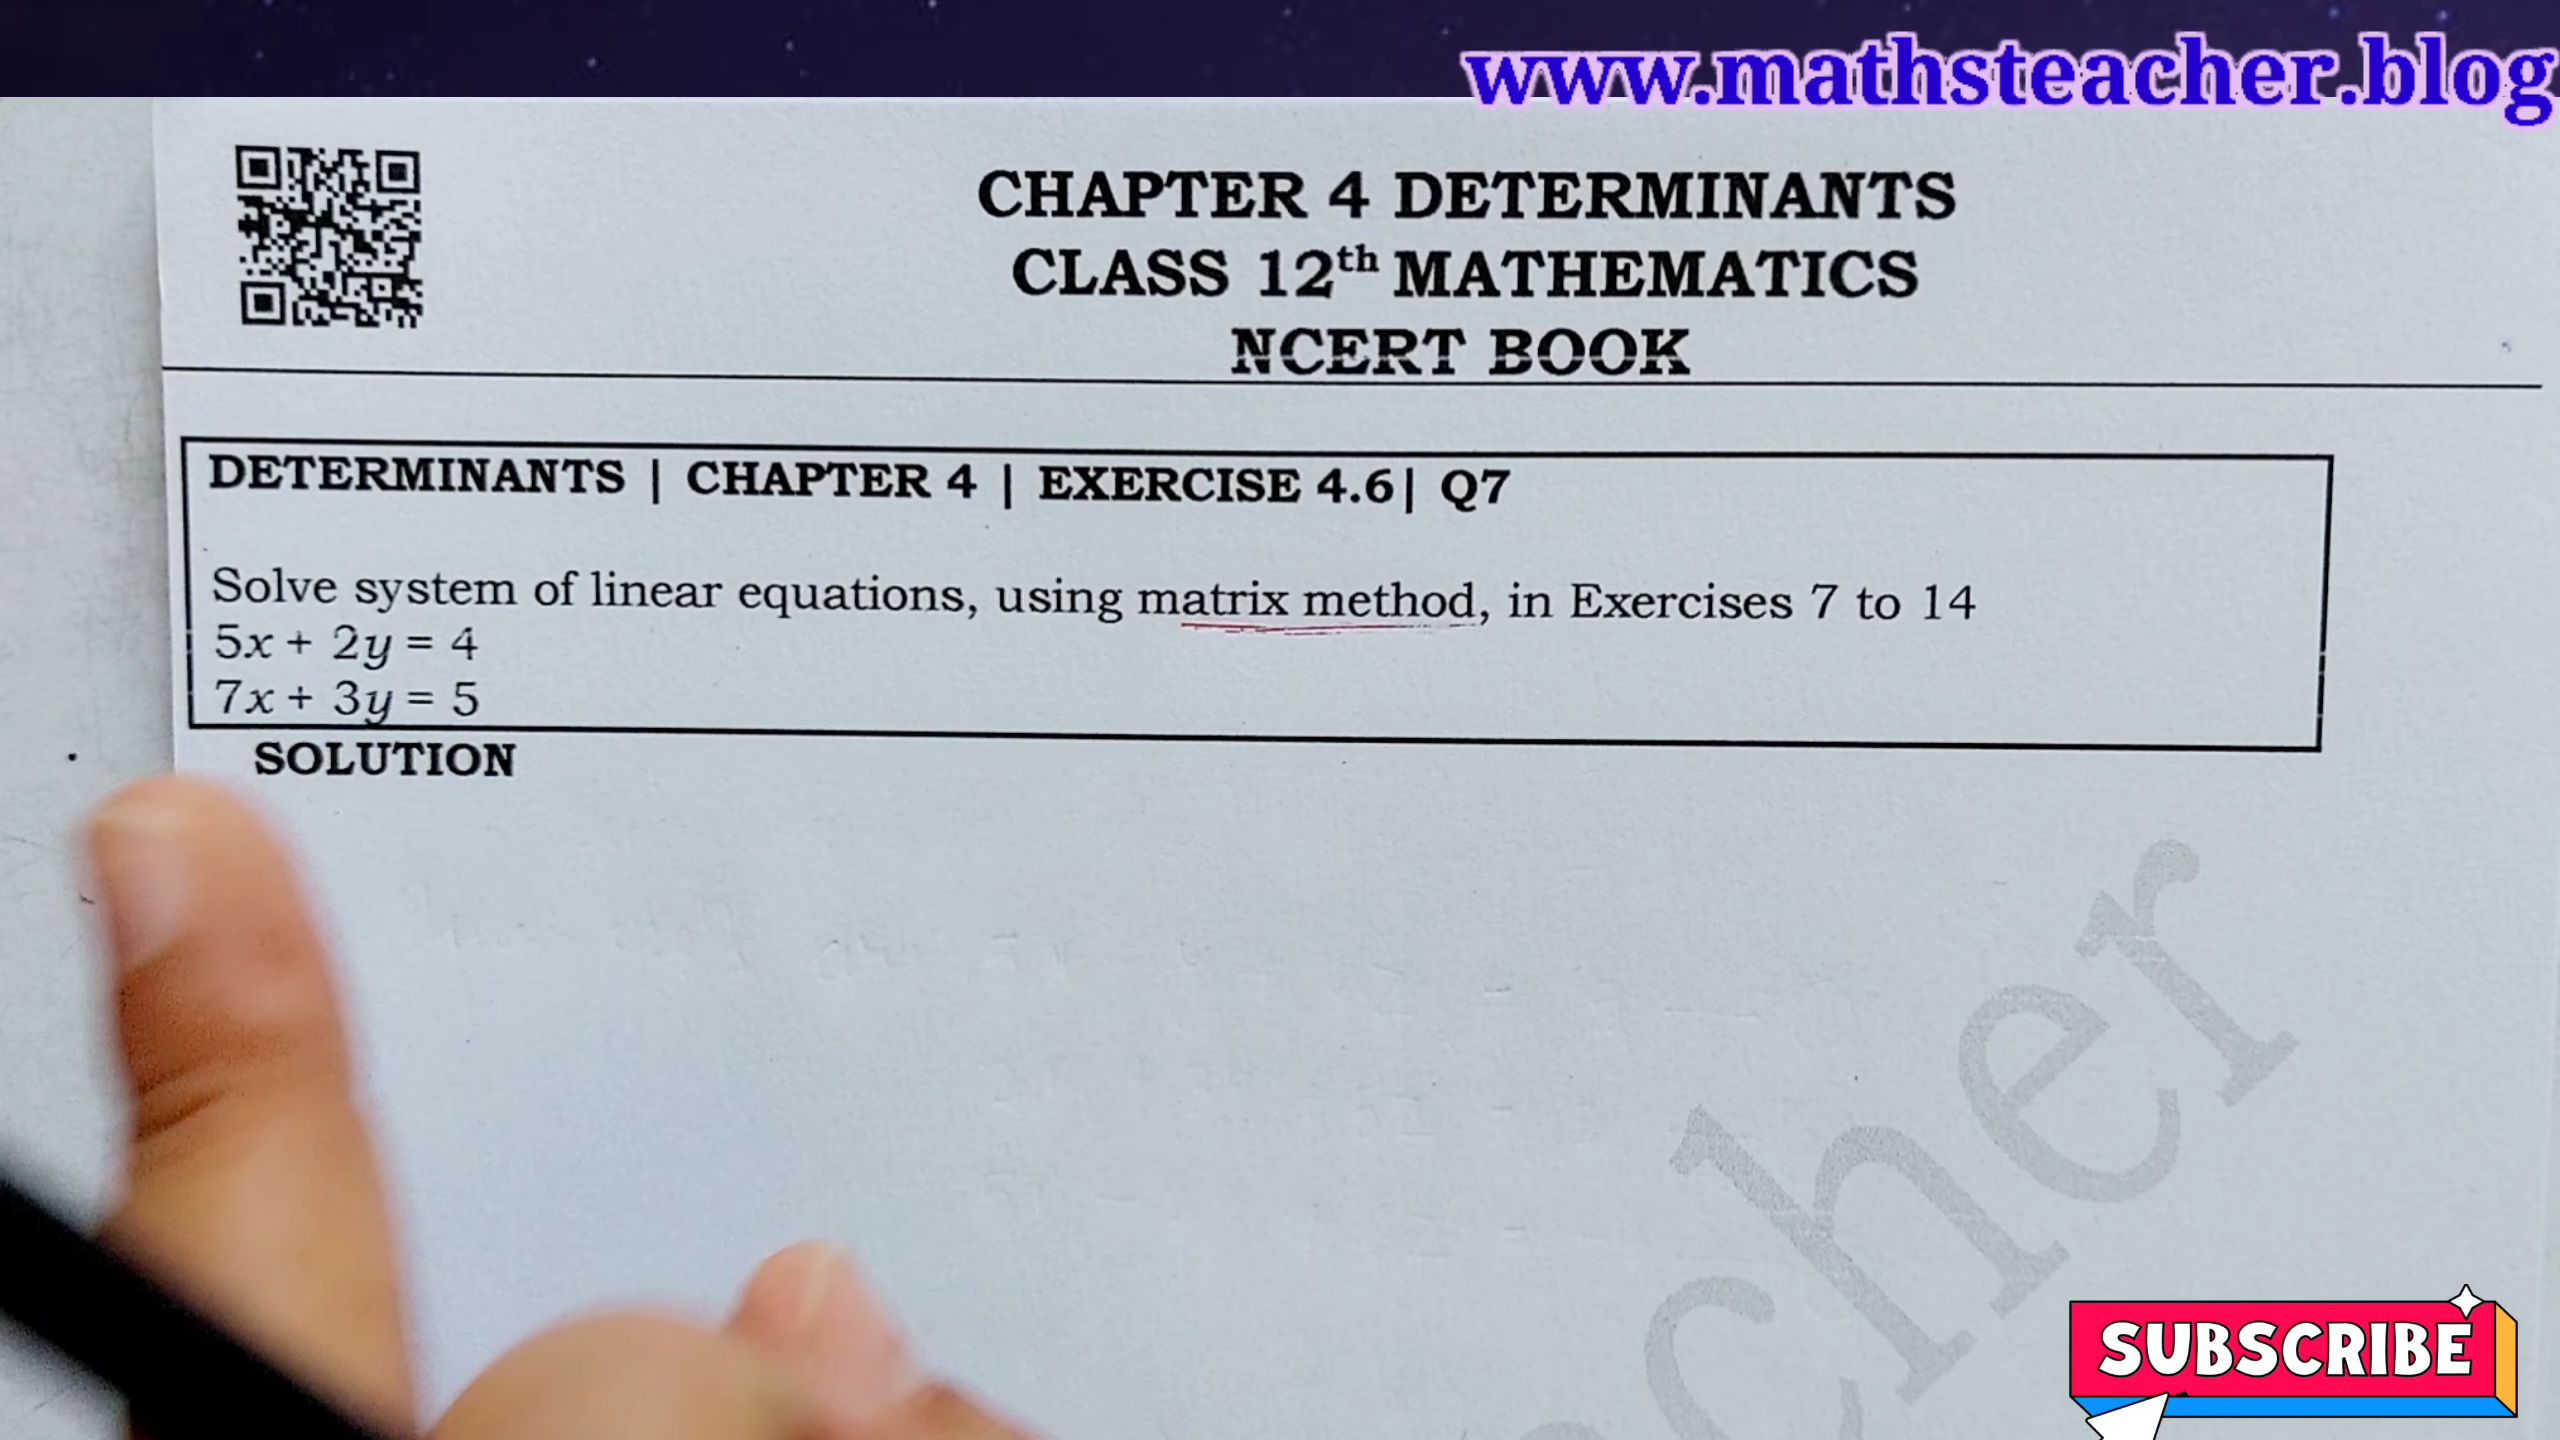 www.mathsteacher.blog
CHAPTER 4 DETERMINANTS
CLASS 12th MATHEMATICS
NCERT BOOK
DETERMINANTS | CHAPTER 4 | EXERCISE 4.6| Q7
Solve system of linear equations, using matrix method, in Exercises 7 to 14
5x + 2y = 4
7x + 3y = 5
SOLUTION
cher
SUBSCRIBE